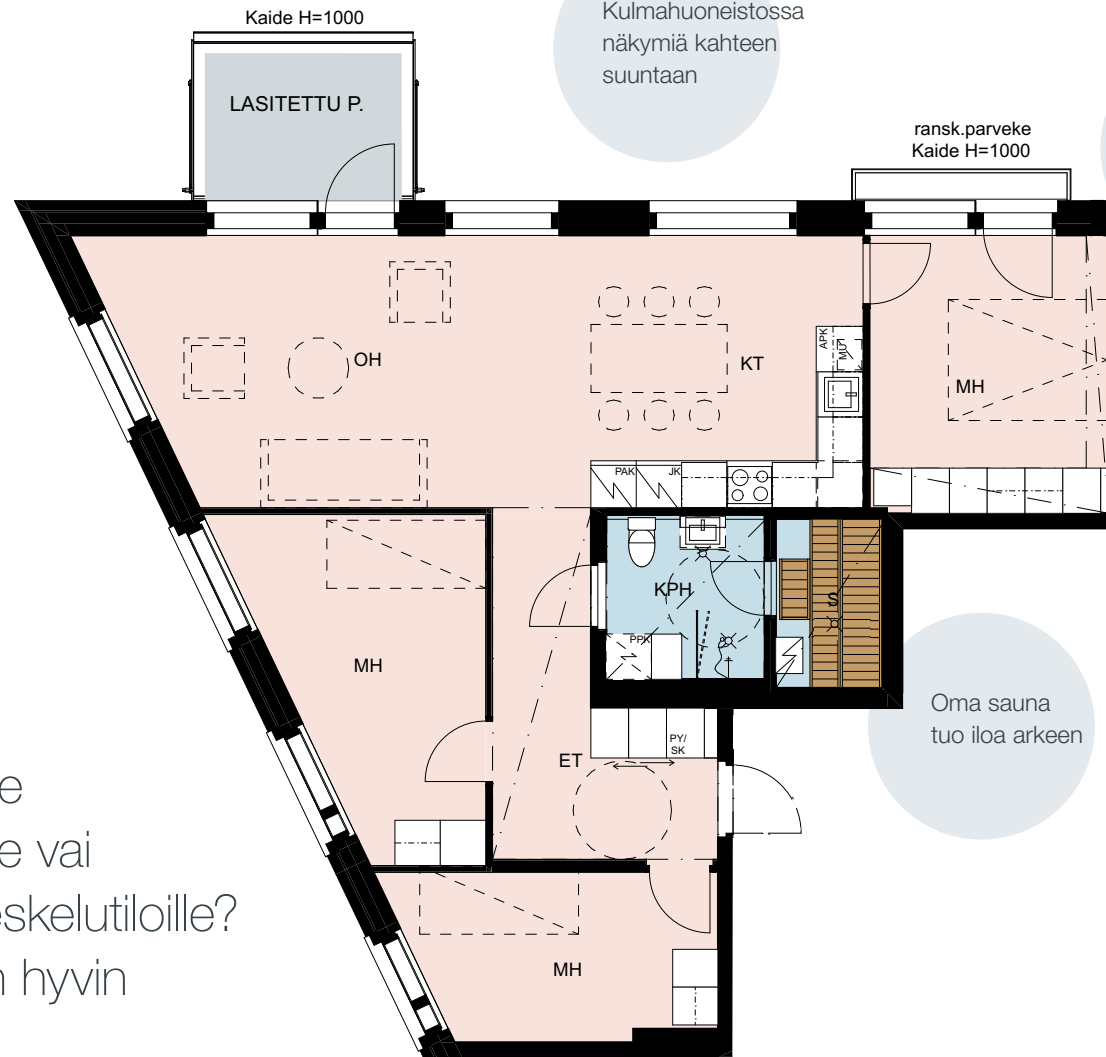 Kaide H=1000
Kulmahuoneistossa
näkymiä kahteen
suuntaan
LASITETTU P.
ransk.parveke
Kaide H=1000
OH
KT
APK
MU
MH
PAK
JK
KPH
S
PPK
MH
Oma sauna
tuo iloa arkeen
ET
PY/
SK
e
e vai
eskelutiloille?
n hyvin
MH